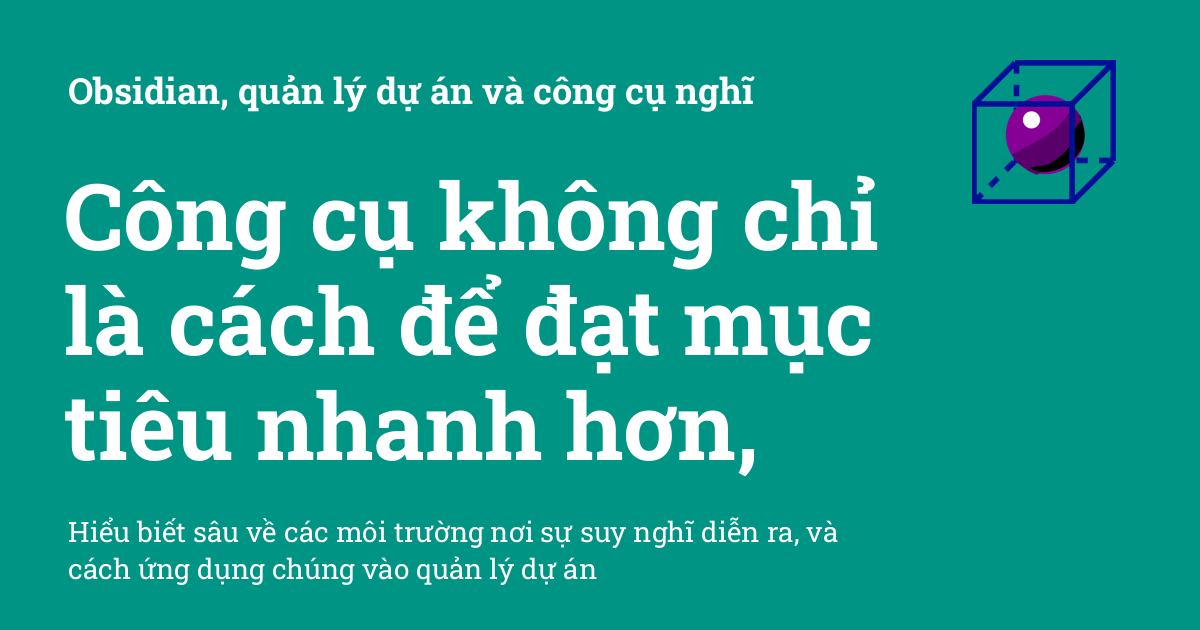 Obsidian, quản lý dự án và công cụ nghĩ
Công cụ không chỉ
là cách để đạt mục
tiêu nhanh hơn,
Hiểu biết sâu về các môi trường nơi sự suy nghĩ diễn ra, và
cách ứng dụng chúng vào quản lý dự án